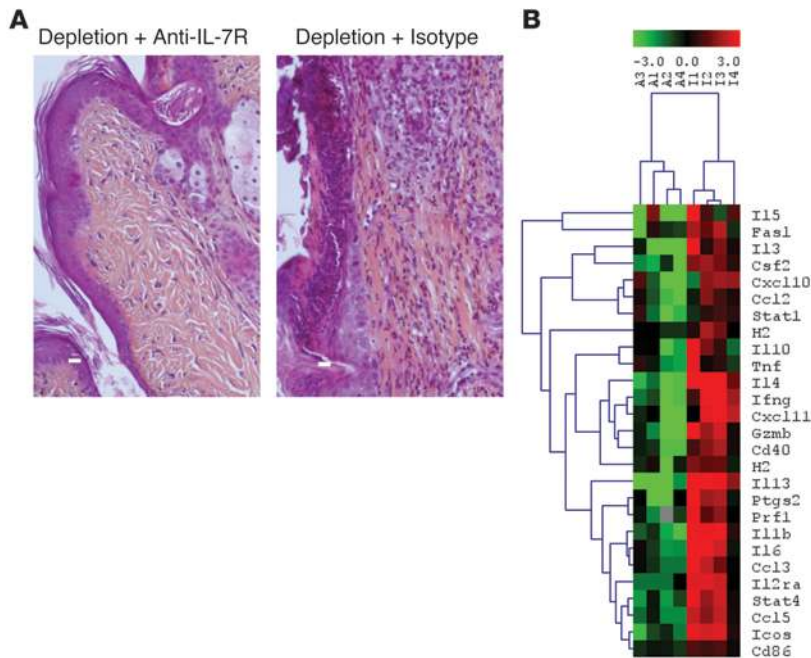 A
Depletion + Anti-IL-7R
Depletion + Isotype
B
-3.0 0.0 3.0
A3 A1 A2 A4 I1 I2 I3 I4
Il5
Fasl
Il3
Csf2
Cxcl10
Ccl2
Stat1
H2
Il10
Tnf
Il4
Ifng
Cxcl11
Gzmb
Cd40
H2
Il13
Ptgs2
Prf1
Il1b
Il6
Ccl3
Il2ra
Stat4
Ccl5
Icos
Cd86